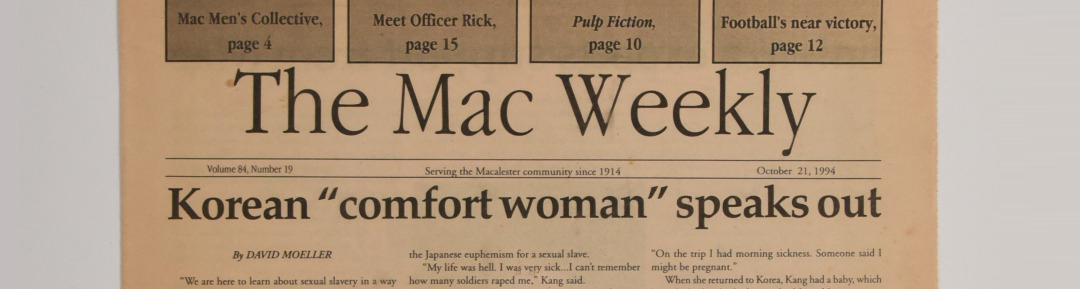 Mac Men's Collective,
page 4
Meet Officer Rick,
page 15
Pulp Fiction,
page 10
Football's near victory,
page 12
The Mac Weekly
Volume 84, Number 19
Serving the Macalester community since 1914
October 21, 1994
Korean “comfort woman” speaks out
By DAVID MOELLER
“We are here to learn about sexual slavery in a way
the Japanese euphemism for a sexual slave.
“My life was hell. I was very sick...I can't remember
how many soldiers raped me,” Kang said.
“On the trip I had morning sickness. Someone said I
might be pregnant.”
When she returned to Korea, Kang had a baby, which